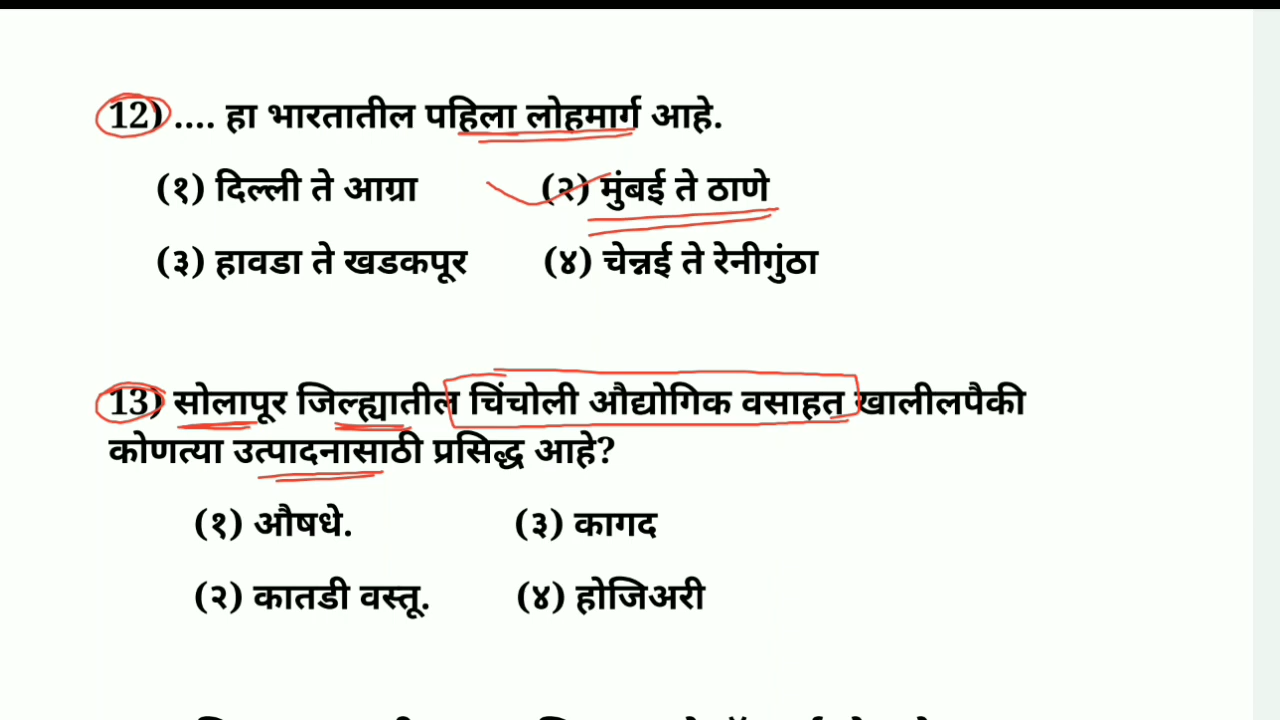 12) .... हा भारतातील पहिला लोहमार्ग आहे.
(१) दिल्ली ते आग्रा (२) मुंबई ते ठाणे
(३) हावडा ते खडकपूर (४) चेन्नई ते रेनीगुंठा
13) सोलापूर जिल्ह्यातील चिंचोली औद्योगिक वसाहत खालीलपैकी
कोणत्या उत्पादनासाठी प्रसिद्ध आहे?
(१) औषधे. (३) कागद
(२) कातडी वस्तू. (४) होजिअरी